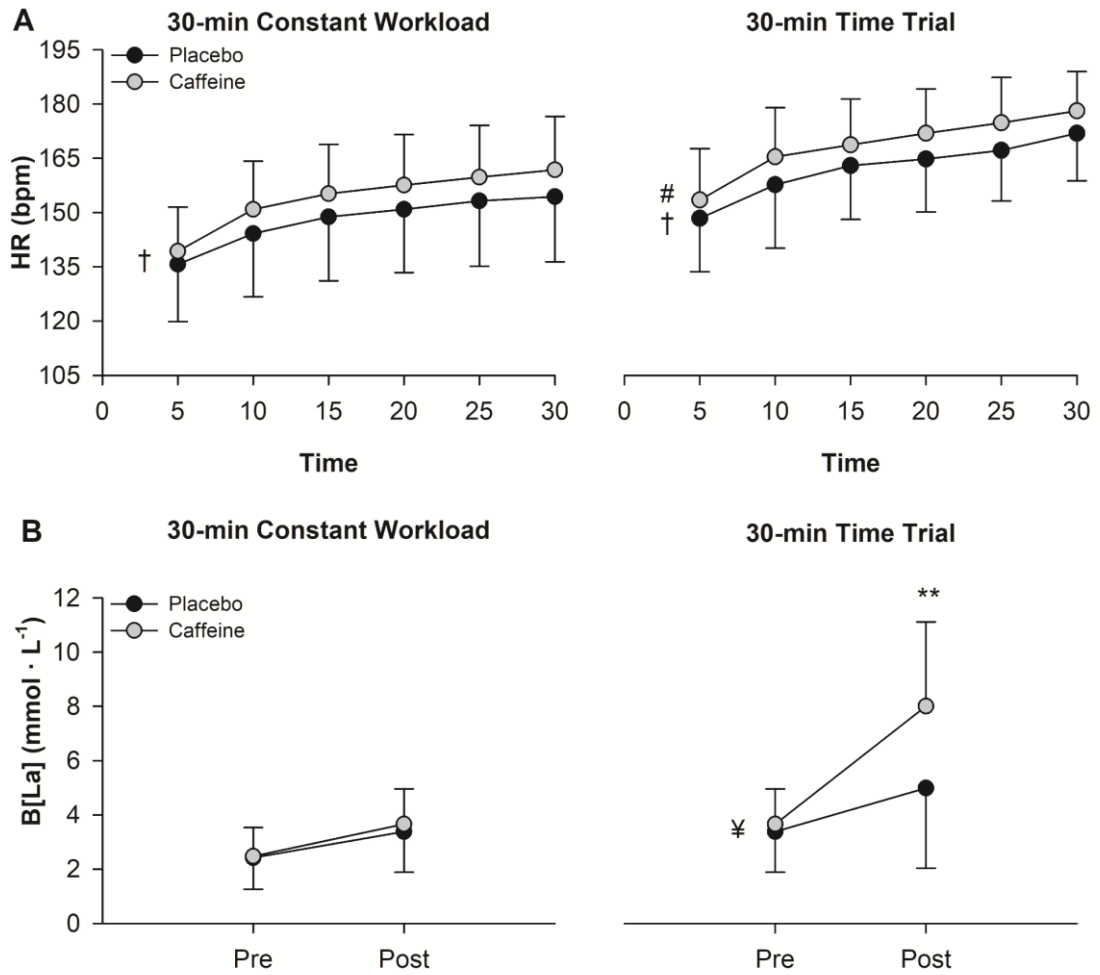 A
30-min Constant Workload
30-min Time Trial
195
180
165
150
135
120
105
HR (bpm)
Placebo
Caffeine
†
#
†
0 5 10 15 20 25 30
0 5 10 15 20 25 30
Time
Time
B
30-min Constant Workload
30-min Time Trial
12
10
8
6
4
2
0
B[La] (mmol · L⁻¹)
Placebo
Caffeine
**
¥
Pre Post
Pre Post